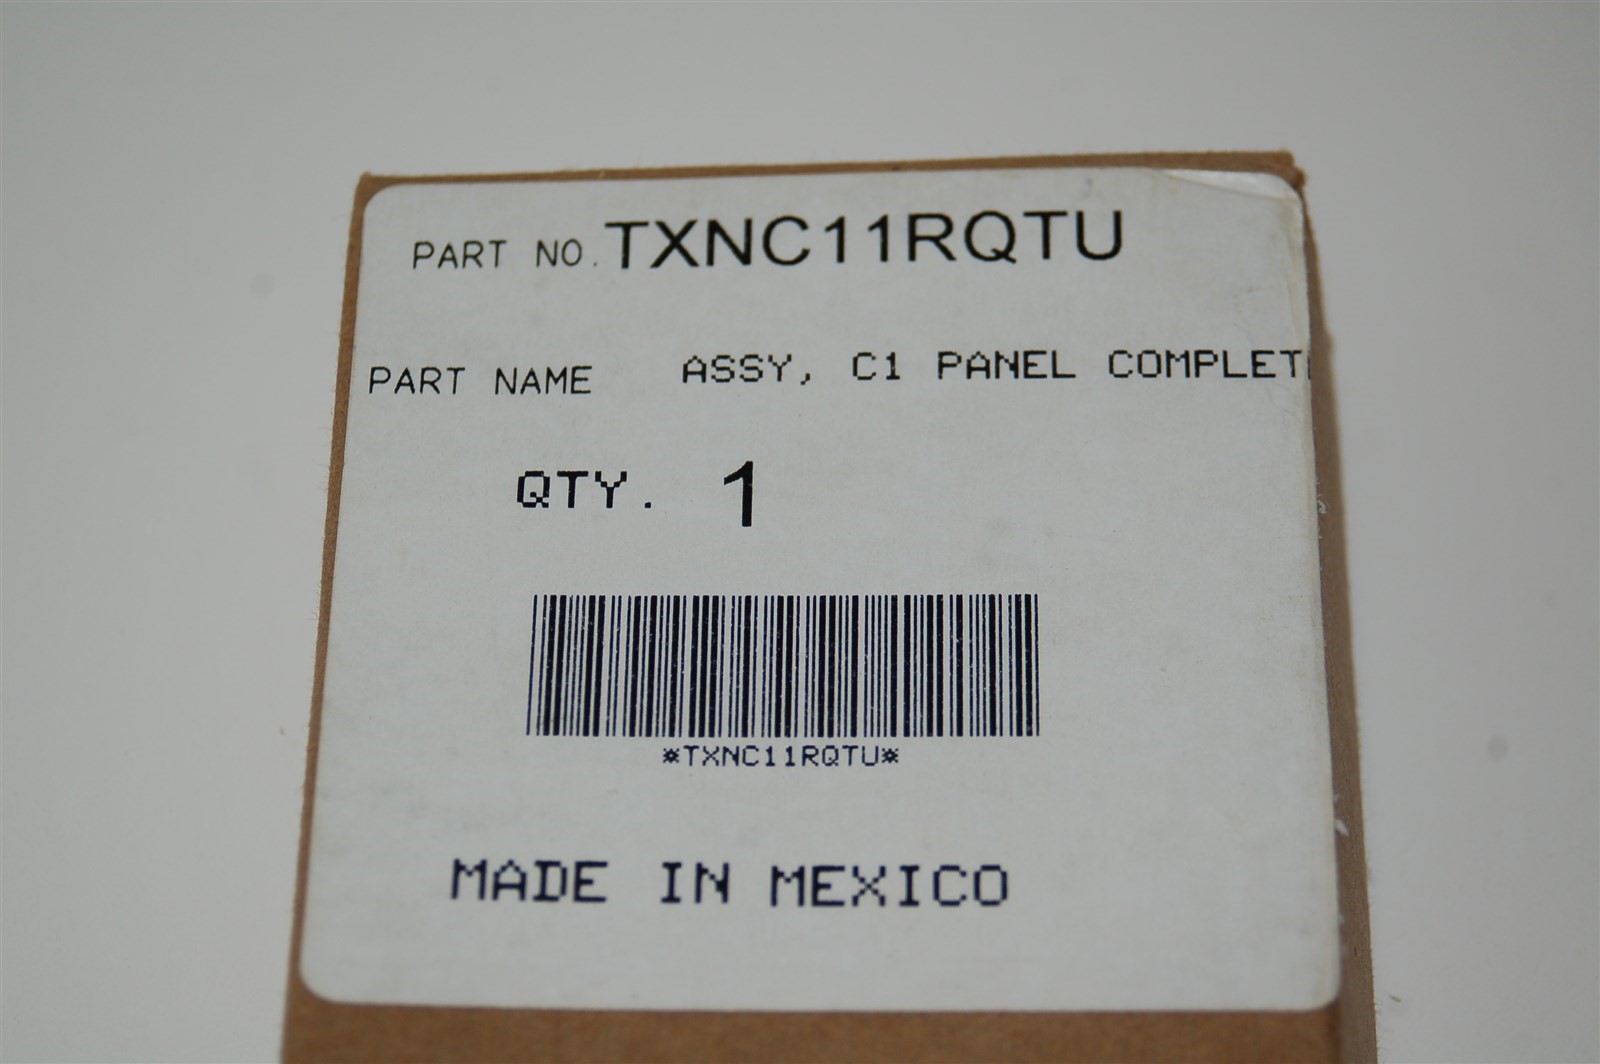 PART NO. TXNC11RQTU
PART NAME ASSY, C1 PANEL COMPLET
QTY. 1
*TXNC11RQTU*
MADE IN MEXICO